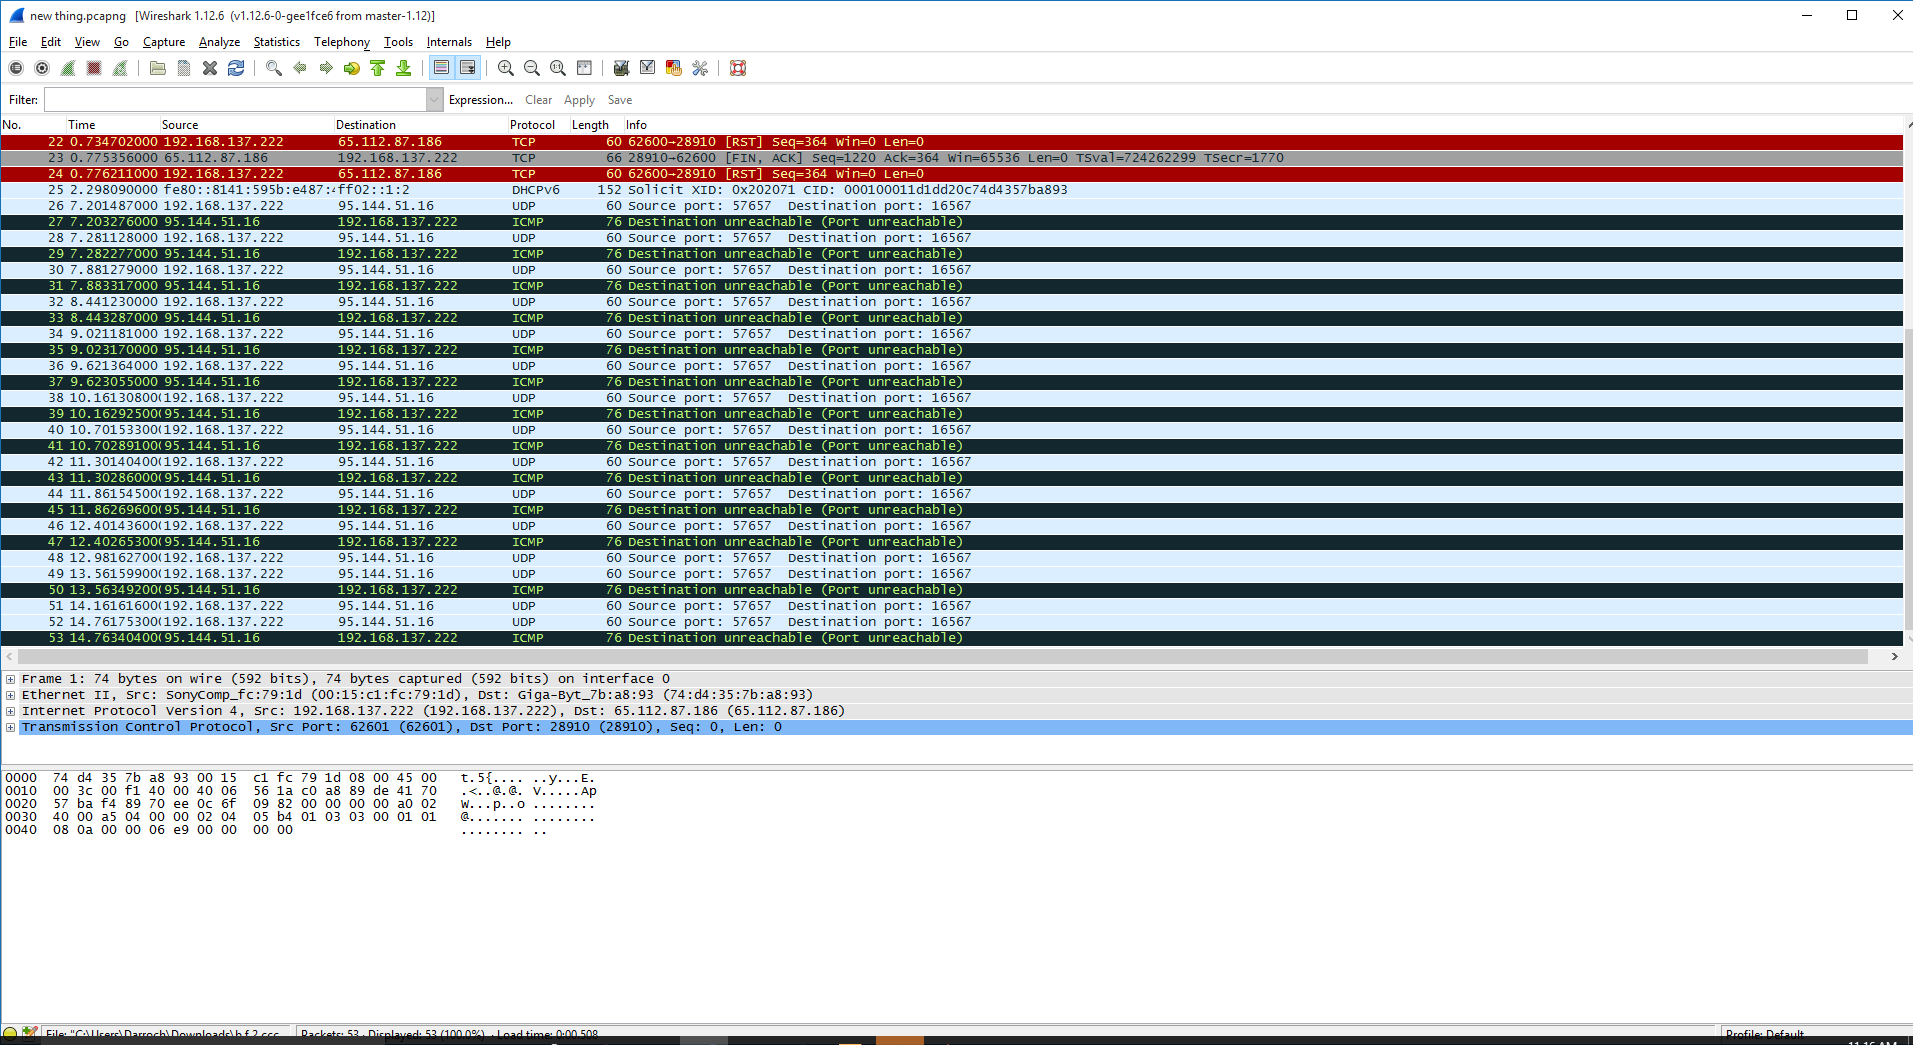 new thing.pcapng [Wireshark 1.12.6 (v1.12.6-0-gee1fce6 from master-1.12)]
File Edit View Go Capture Analyze Statistics Telephony Tools Internals Help
Filter: Expression... Clear Apply Save
No. Time Source Destination Protocol Length Info
22 0.734702000 192.168.137.222 65.112.87.186 TCP 60 62600→28910 [RST] Seq=364 Win=0 Len=0
23 0.775356000 65.112.87.186 192.168.137.222 TCP 66 28910→62600 [FIN, ACK] Seq=1220 Ack=364 Win=65536 Len=0 TSval=724262299 TSecr=1770
24 0.776211000 192.168.137.222 65.112.87.186 TCP 60 62600→28910 [RST] Seq=364 Win=0 Len=0
25 2.298090000 fe80::8141:595b:e487:4 ff02::1:2 DHCPv6 152 Solicit XID: 0x202071 CID: 000100011d1dd20c74d4357ba893
26 7.201487000 192.168.137.222 95.144.51.16 UDP 60 Source port: 57657 Destination port: 16567
27 7.203276000 95.144.51.16 192.168.137.222 ICMP 76 Destination unreachable (Port unreachable)
28 7.281128000 192.168.137.222 95.144.51.16 UDP 60 Source port: 57657 Destination port: 16567
29 7.282277000 95.144.51.16 192.168.137.222 ICMP 76 Destination unreachable (Port unreachable)
30 7.881279000 192.168.137.222 95.144.51.16 UDP 60 Source port: 57657 Destination port: 16567
31 7.883317000 95.144.51.16 192.168.137.222 ICMP 76 Destination unreachable (Port unreachable)
32 8.441230000 192.168.137.222 95.144.51.16 UDP 60 Source port: 57657 Destination port: 16567
33 8.443287000 95.144.51.16 192.168.137.222 ICMP 76 Destination unreachable (Port unreachable)
34 9.021181000 192.168.137.222 95.144.51.16 UDP 60 Source port: 57657 Destination port: 16567
35 9.023170000 95.144.51.16 192.168.137.222 ICMP 76 Destination unreachable (Port unreachable)
36 9.621364000 192.168.137.222 95.144.51.16 UDP 60 Source port: 57657 Destination port: 16567
37 9.623055000 95.144.51.16 192.168.137.222 ICMP 76 Destination unreachable (Port unreachable)
38 10.161308000 192.168.137.222 95.144.51.16 UDP 60 Source port: 57657 Destination port: 16567
39 10.162925000 95.144.51.16 192.168.137.222 ICMP 76 Destination unreachable (Port unreachable)
40 10.701533000 192.168.137.222 95.144.51.16 UDP 60 Source port: 57657 Destination port: 16567
41 10.702891000 95.144.51.16 192.168.137.222 ICMP 76 Destination unreachable (Port unreachable)
42 11.301404000 192.168.137.222 95.144.51.16 UDP 60 Source port: 57657 Destination port: 16567
43 11.302860000 95.144.51.16 192.168.137.222 ICMP 76 Destination unreachable (Port unreachable)
44 11.861545000 192.168.137.222 95.144.51.16 UDP 60 Source port: 57657 Destination port: 16567
45 11.862696000 95.144.51.16 192.168.137.222 ICMP 76 Destination unreachable (Port unreachable)
46 12.401436000 192.168.137.222 95.144.51.16 UDP 60 Source port: 57657 Destination port: 16567
47 12.402653000 95.144.51.16 192.168.137.222 ICMP 76 Destination unreachable (Port unreachable)
48 12.981627000 192.168.137.222 95.144.51.16 UDP 60 Source port: 57657 Destination port: 16567
49 13.561599000 192.168.137.222 95.144.51.16 UDP 60 Source port: 57657 Destination port: 16567
50 13.563492000 95.144.51.16 192.168.137.222 ICMP 76 Destination unreachable (Port unreachable)
51 14.161616000 192.168.137.222 95.144.51.16 UDP 60 Source port: 57657 Destination port: 16567
52 14.761753000 192.168.137.222 95.144.51.16 UDP 60 Source port: 57657 Destination port: 16567
53 14.763404000 95.144.51.16 192.168.137.222 ICMP 76 Destination unreachable (Port unreachable)
Frame 1: 74 bytes on wire (592 bits), 74 bytes captured (592 bits) on interface 0
Ethernet II, Src: SonyComp_fc:79:1d (00:15:c1:fc:79:1d), Dst: Giga-Byt_7b:a8:93 (74:d4:35:7b:a8:93)
Internet Protocol Version 4, Src: 192.168.137.222 (192.168.137.222), Dst: 65.112.87.186 (65.112.87.186)
Transmission Control Protocol, Src Port: 62601 (62601), Dst Port: 28910 (28910), Seq: 0, Len: 0
0000 74 d4 35 7b a8 93 00 15 c1 fc 79 1d 08 00 45 00 t.5{.... ..y...E.
0010 00 3c 00 f1 40 00 40 06 56 1a c0 a8 89 de 41 70 .<..@.@. V.....Ap
0020 57 ba f4 89 70 ee 0c 6f 09 82 00 00 00 00 a0 02 W...p..o ........
0030 40 00 a5 04 00 00 02 04 05 b4 01 03 03 00 01 01 @....... ........
0040 08 0a 00 00 06 e9 00 00 00 00 ........ ..
File: "C:\Users\Darroch\Downloads\b f 2 ccc Packets: 53 · Displayed: 53 (100.0%) · Load time: 0:00.508 Profile: Default
11:16 AM